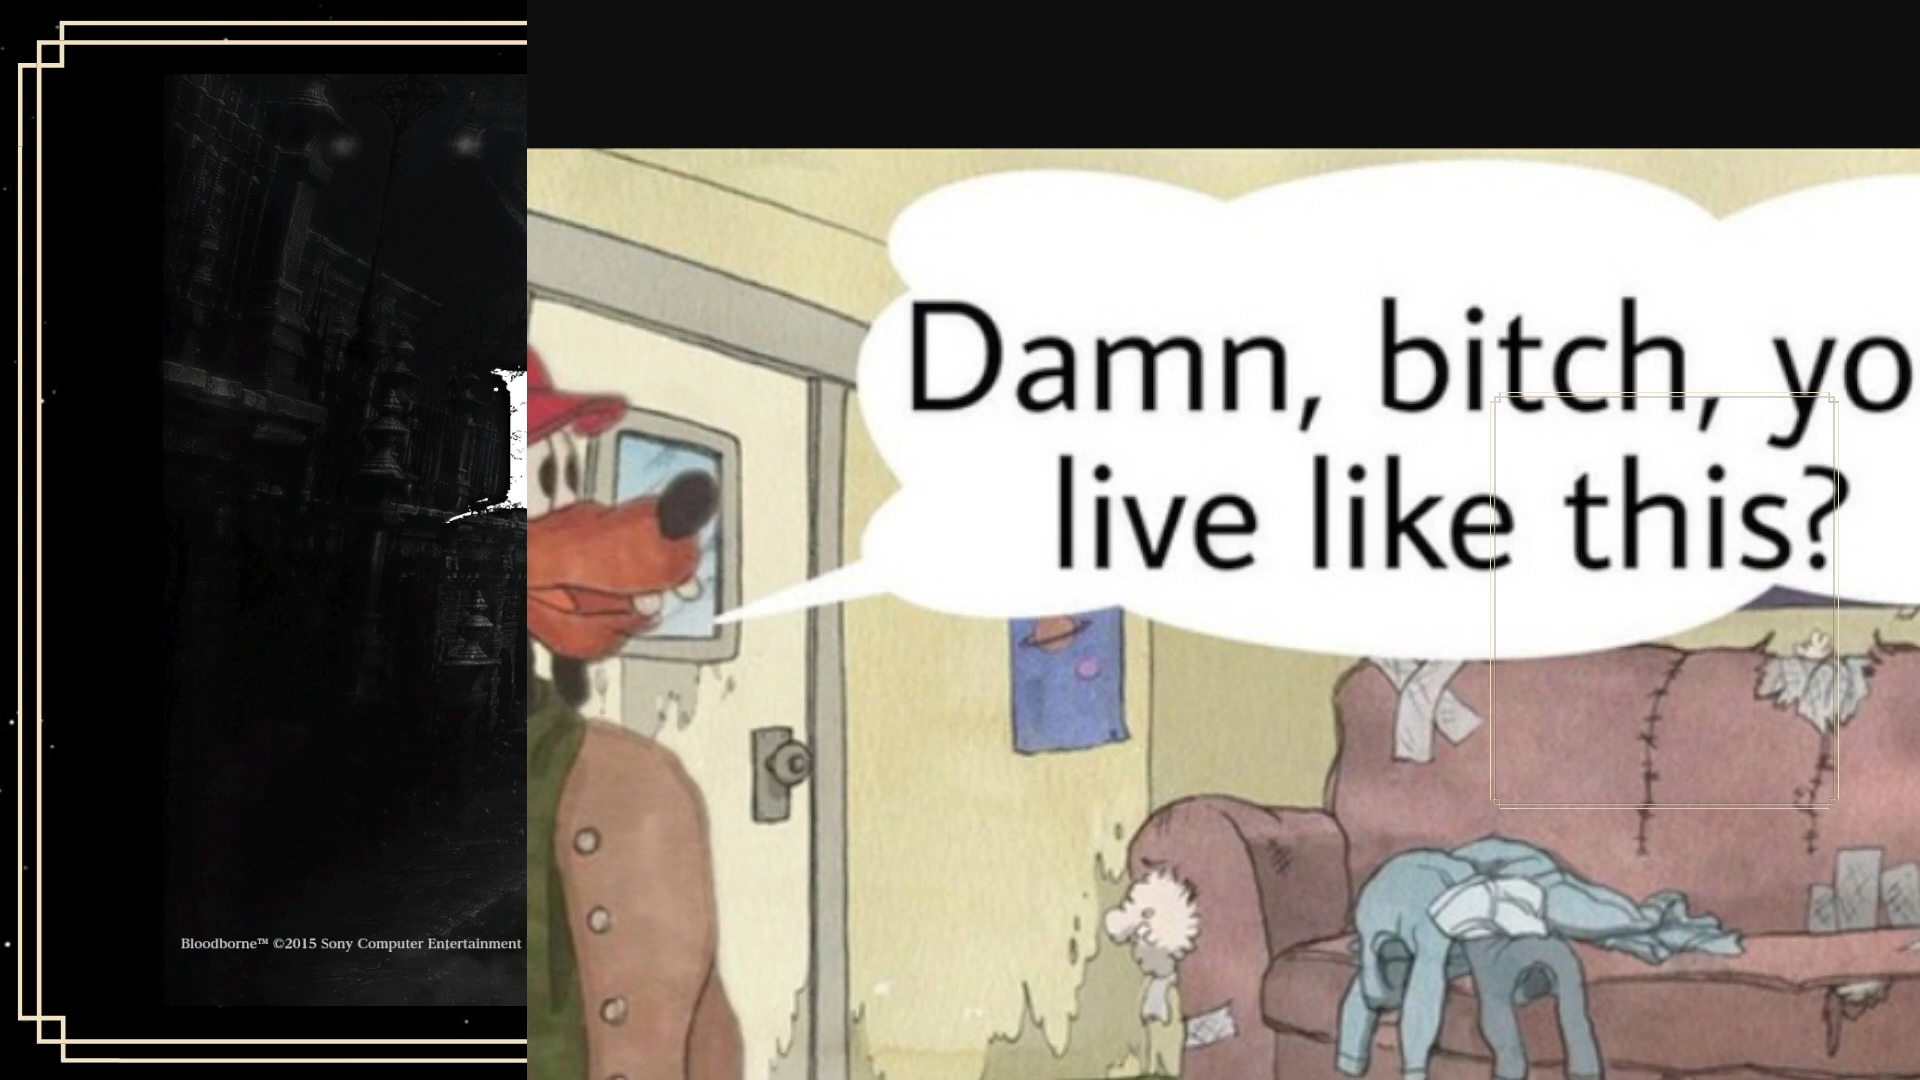 Damn, bitch, yo
live like this?
Bloodborne™ ©2015 Sony Computer Entertainment